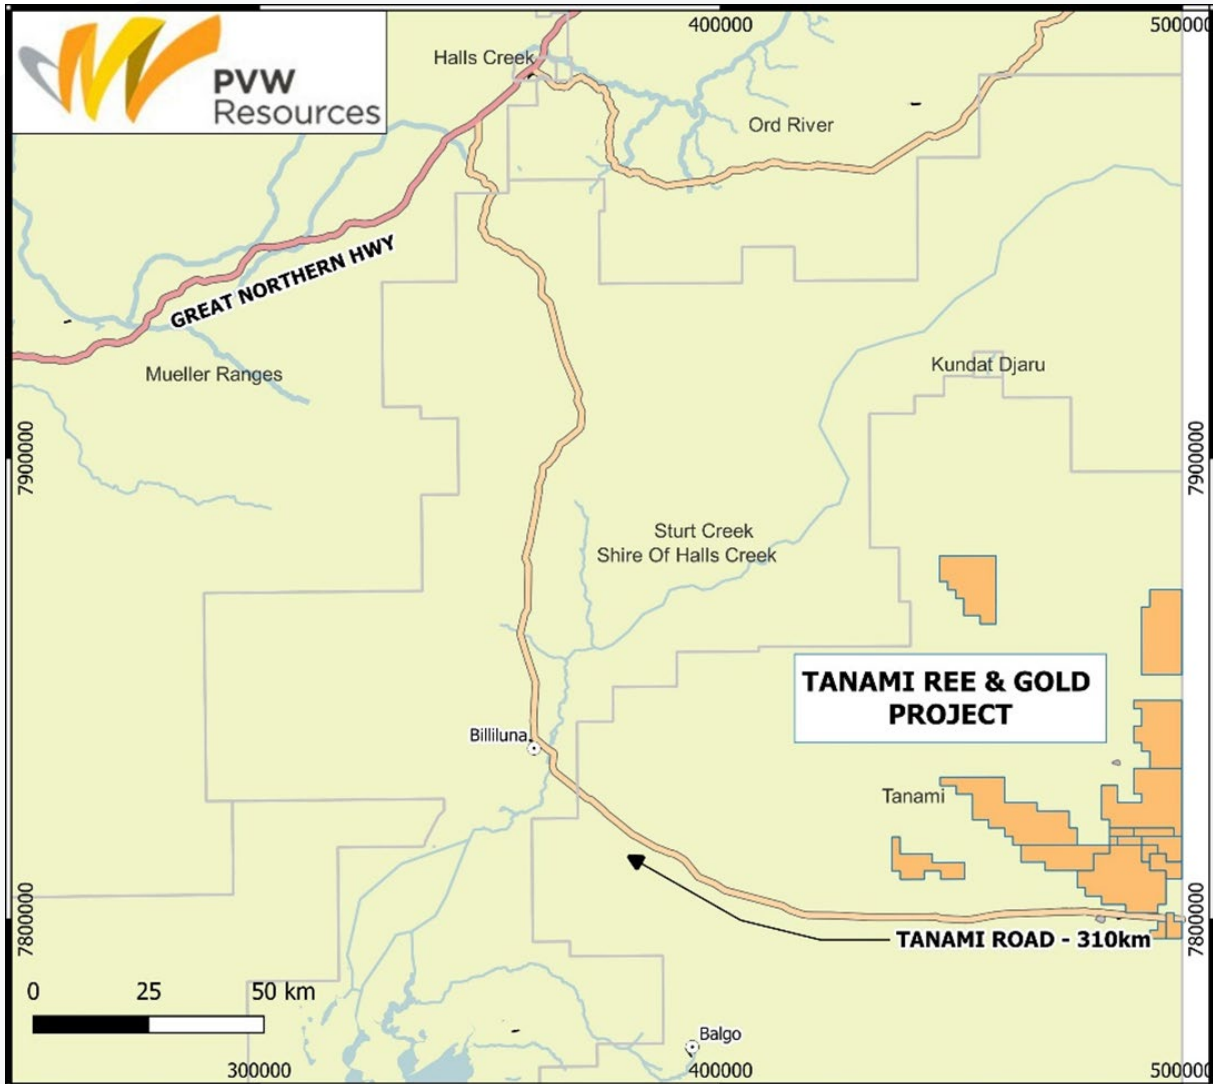 400000
500000
PVW
Resources
Halls Creek
Ord River
GREAT NORTHERN HWY
Mueller Ranges
Kundat Djaru
7900000
7900000
Sturt Creek
Shire Of Halls Creek
TANAMI REE & GOLD
PROJECT
Billiluna
Tanami
7800000
7800000
TANAMI ROAD - 310km
0 25 50 km
Balgo
300000
400000
500000